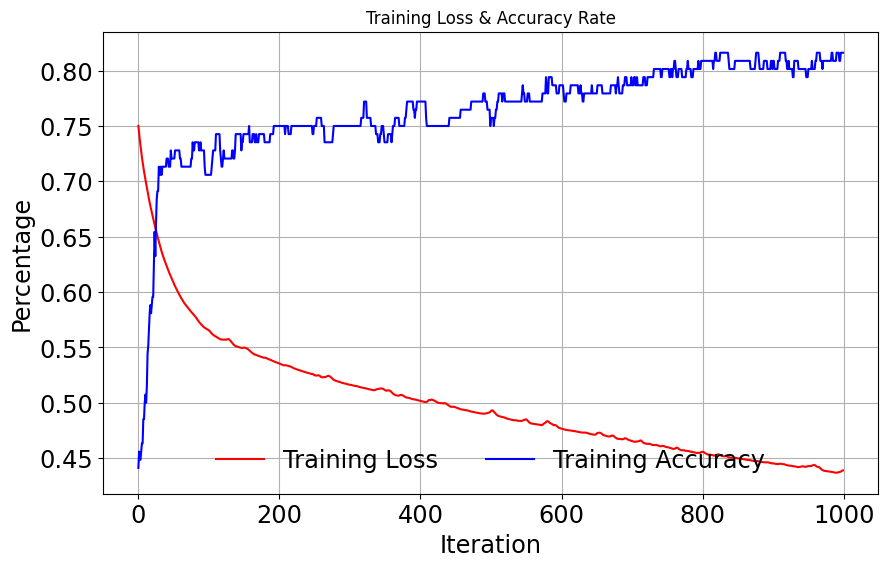 Training Loss & Accuracy Rate
Percentage
0.80
0.75
0.70
0.65
0.60
0.55
0.50
0.45
Training Loss Training Accuracy
0 200 400 600 800 1000
Iteration